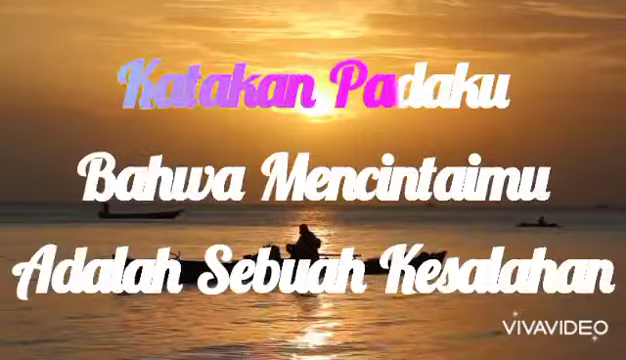 Katakan Padaku
Bahwa Mencintaimu
Adalah Sebuah Kesalahan
VIVAVIDEO